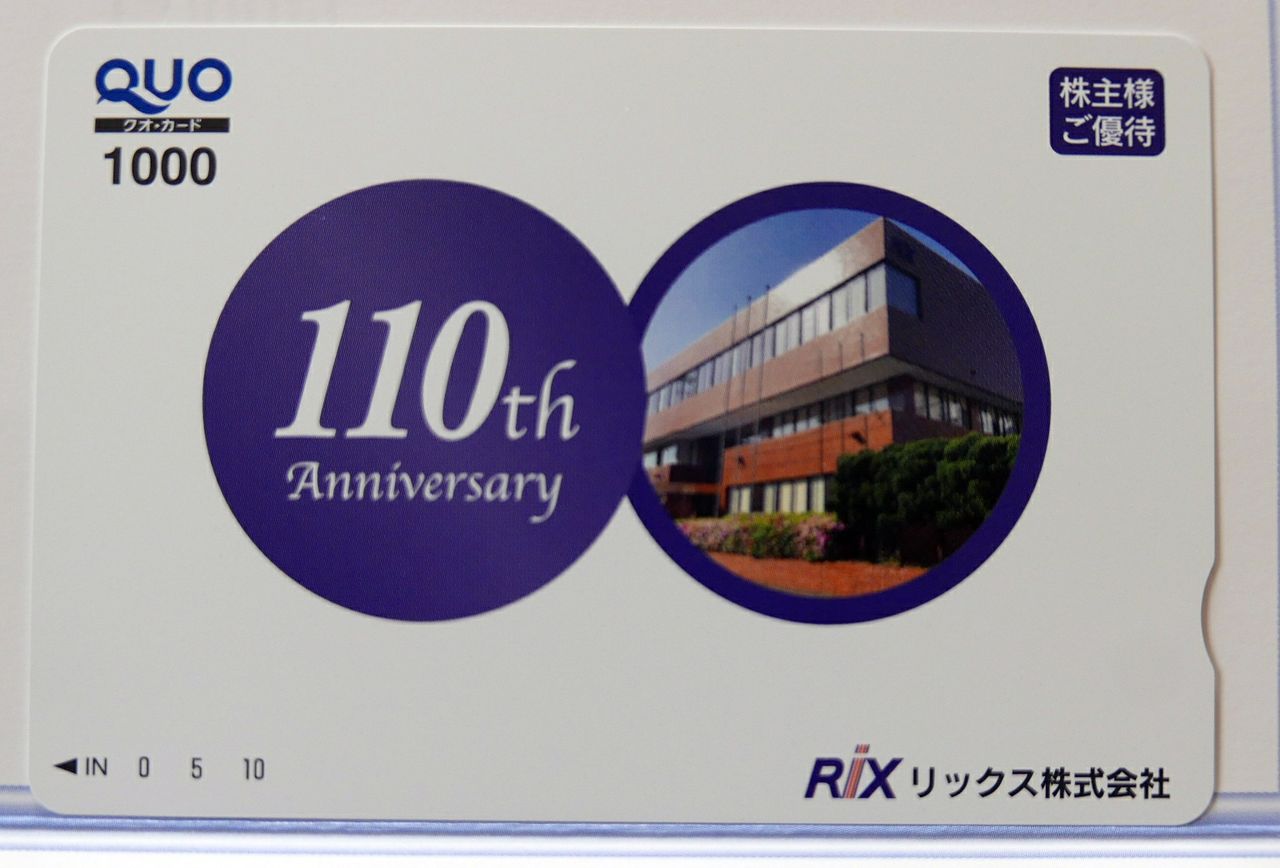 QUO
クオ・カード
1000
株主様
ご優待
110th
Anniversary
◀IN 0 5 10
RiX リックス株式会社